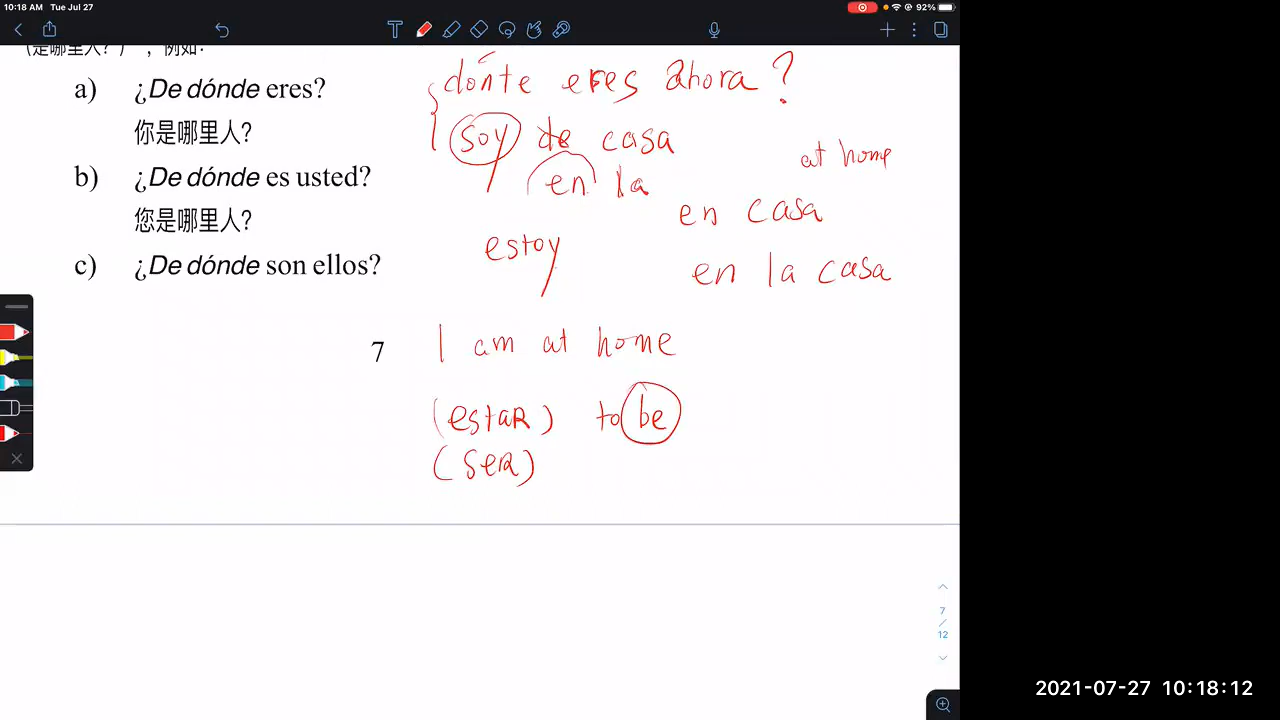 10:18 AM Tue Jul 27
92%
（是哪里人？），例如：
a) ¿De dónde eres?
你是哪里人?
b) ¿De dónde es usted?
您是哪里人?
c) ¿De dónde son ellos?
7
dónte eres ahora?
soy de casa
en la
estoy
at home
en casa
en la casa
I am at home
(estaR) to be
(SeR)
7
/
12
2021-07-27 10:18:12